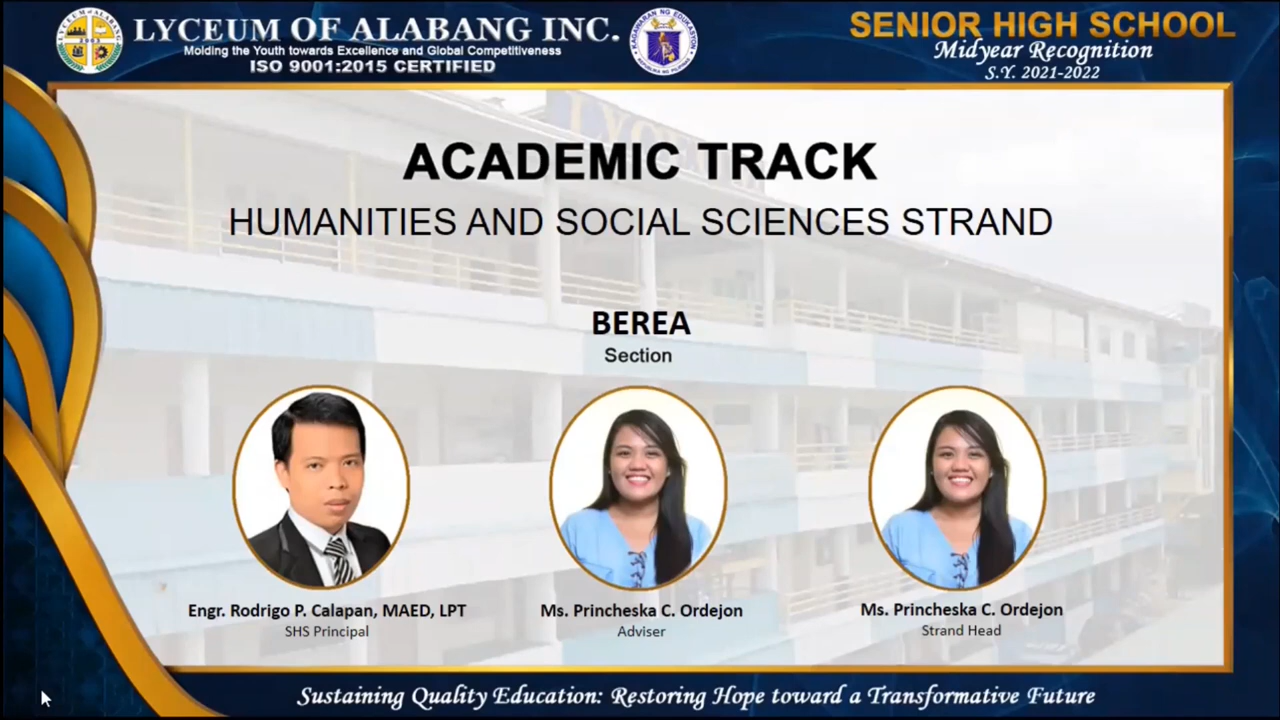 LYCEUM OF ALABANG INC.
Molding the Youth towards Excellence and Global Competitiveness
ISO 9001:2015 CERTIFIED
SENIOR HIGH SCHOOL
Midyear Recognition
S.Y. 2021-2022
ACADEMIC TRACK
HUMANITIES AND SOCIAL SCIENCES STRAND
BEREA
Section
Engr. Rodrigo P. Calapan, MAED, LPT
SHS Principal
Ms. Princheska C. Ordejon
Adviser
Ms. Princheska C. Ordejon
Strand Head
Sustaining Quality Education: Restoring Hope toward a Transformative Future